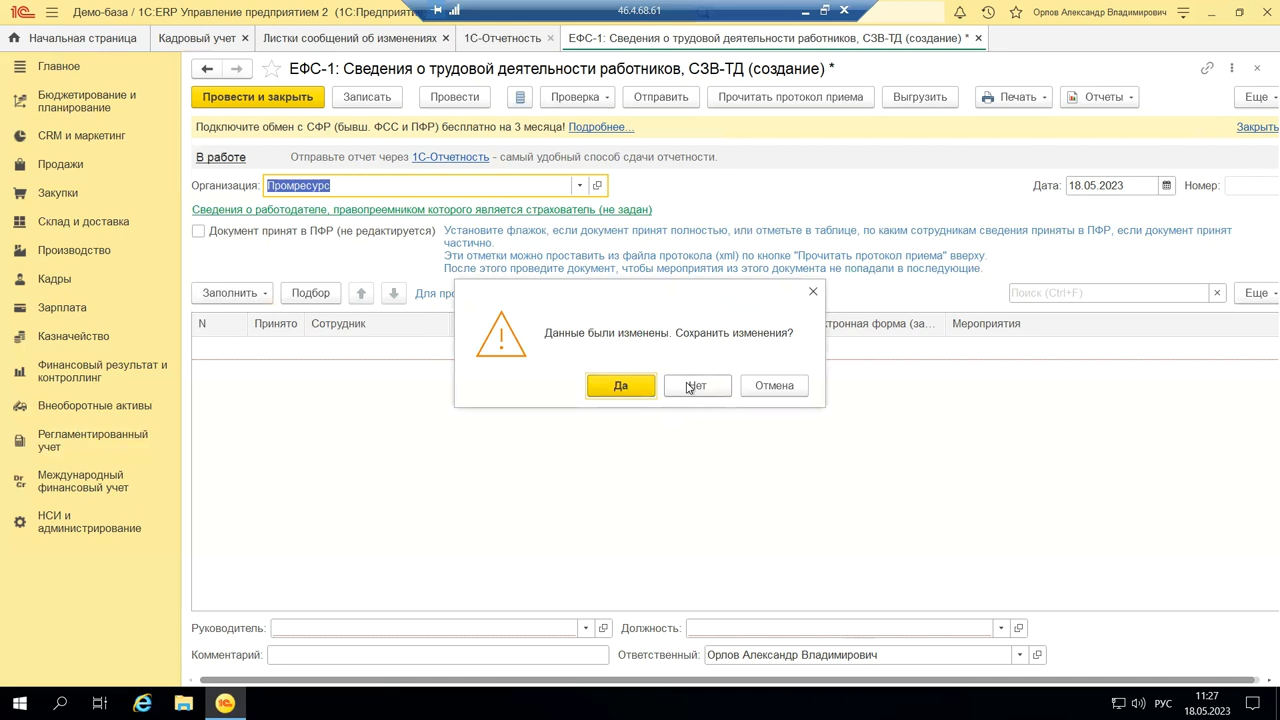 Демо-база / 1С:ERP Управление предприятием 2 (1С:Предприяти
46.4.68.61
Орлов Александр Владимирович
Начальная страница
Кадровый учет ×
Листки сообщений об изменениях ×
1С-Отчетность ×
ЕФС-1: Сведения о трудовой деятельности работников, СЗВ-ТД (создание) * ×
Главное
Бюджетирование и
планирование
CRM и маркетинг
Продажи
Закупки
Склад и доставка
Производство
Кадры
Зарплата
Казначейство
Финансовый результат и
контроллинг
Внеоборотные активы
Регламентированный
учет
Международный
финансовый учет
НСИ и
администрирование
ЕФС-1: Сведения о трудовой деятельности работников, СЗВ-ТД (создание) *
Провести и закрыть
Записать
Провести
Проверка
Отправить
Прочитать протокол приема
Выгрузить
Печать
Отчеты
Еще
Подключите обмен с СФР (бывш. ФСС и ПФР) бесплатно на 3 месяца! Подробнее...
Закрыть
В работе
Отправьте отчет через 1С-Отчетность - самый удобный способ сдачи отчетности.
Организация: Промресурс
Дата: 18.05.2023
Номер:
Сведения о работодателе, правопреемником которого является страхователь (не задан)
Документ принят в ПФР (не редактируется)
Установите флажок, если документ принят полностью, или отметьте в таблице, по каким сотрудникам сведения приняты в ПФР, если документ принят
частично.
Эти отметки можно проставить из файла протокола (xml) по кнопке "Прочитать протокол приема" вверху.
После этого проведите документ, чтобы мероприятия из этого документа не попадали в последующие.
Заполнить
Подбор
Для про
Поиск (Ctrl+F)
×
Еще
N
Принято
Сотрудник
тронная форма (за...
Мероприятия
Данные были изменены. Сохранить изменения?
Да
Нет
Отмена
Руководитель:
Должность:
Комментарий:
Ответственный: Орлов Александр Владимирович
РУС
11:27
18.05.2023